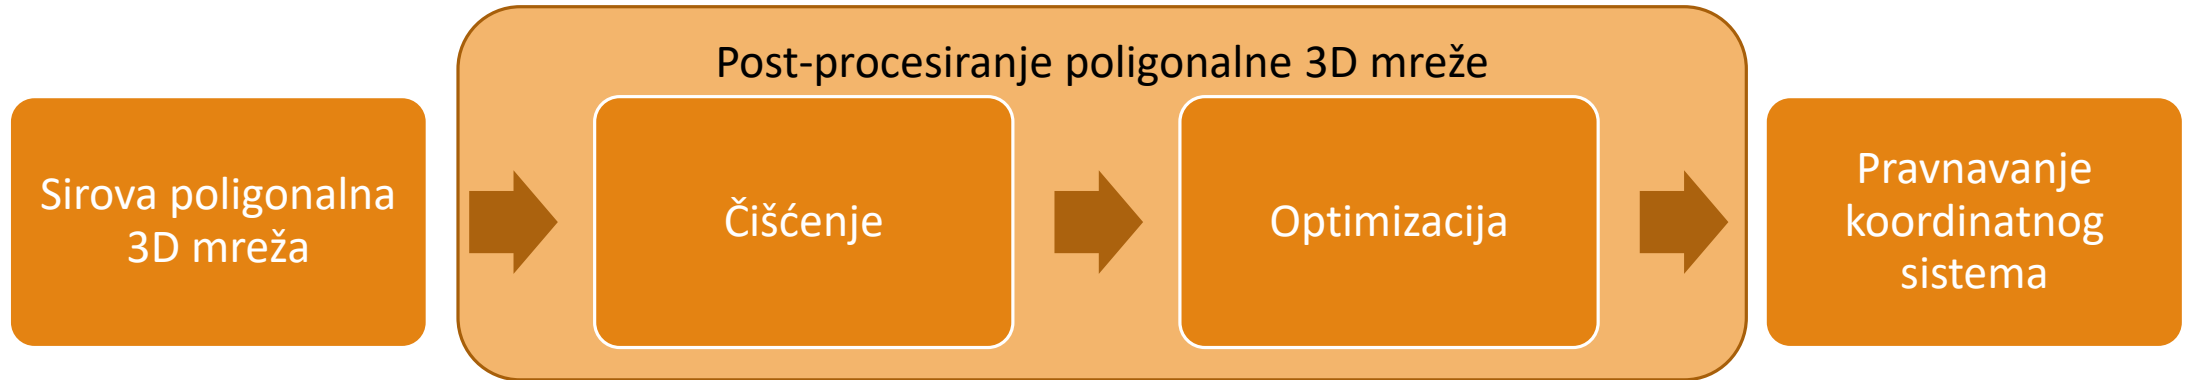 Post-procesiranje poligonalne 3D mreže
Sirova poligonalna
3D mreža
Čišćenje
Optimizacija
Pravnavanje
koordinatnog
sistema